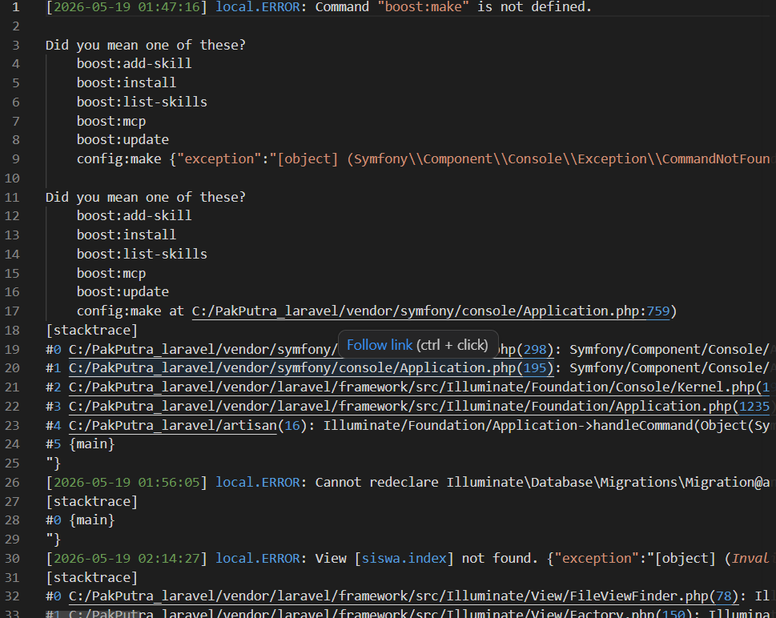 1 [2026-05-19 01:47:16] local.ERROR: Command "boost:make" is not defined.
2
3 Did you mean one of these?
4 boost:add-skill
5 boost:install
6 boost:list-skills
7 boost:mcp
8 boost:update
9 config:make {"exception":"[object] (Symfony\\Component\\Console\\Exception\\CommandNotFoun
10
11 Did you mean one of these?
12 boost:add-skill
13 boost:install
14 boost:list-skills
15 boost:mcp
16 boost:update
17 config:make at C:/PakPutra_laravel/vendor/symfony/console/Application.php:759)
18 [stacktrace]
Follow link (ctrl + click)
19 #0 C:/PakPutra_laravel/vendor/symfony/ hp(298): Symfony/Component/Console/
20 #1 C:/PakPutra_laravel/vendor/symfony/console/Application.php(195): Symfony/Component/Console/
21 #2 C:/PakPutra_laravel/vendor/laravel/framework/src/Illuminate/Foundation/Console/Kernel.php(1
22 #3 C:/PakPutra_laravel/vendor/laravel/framework/src/Illuminate/Foundation/Application.php(1235
23 #4 C:/PakPutra_laravel/artisan(16): Illuminate/Foundation/Application->handleCommand(Object(Sy
24 #5 {main}
25 "}
26 [2026-05-19 01:56:05] local.ERROR: Cannot redeclare Illuminate\Database\Migrations\Migration@a
27 [stacktrace]
28 #0 {main}
29 "}
30 [2026-05-19 02:14:27] local.ERROR: View [siswa.index] not found. {"exception":"[object] (Inval
31 [stacktrace]
32 #0 C:/PakPutra_laravel/vendor/laravel/framework/src/Illuminate/View/FileViewFinder.php(78): Il
33 #1 C:/PakPutra_laravel/vendor/laravel/framework/src/Illuminate/View/Factory.php(150): Illumina